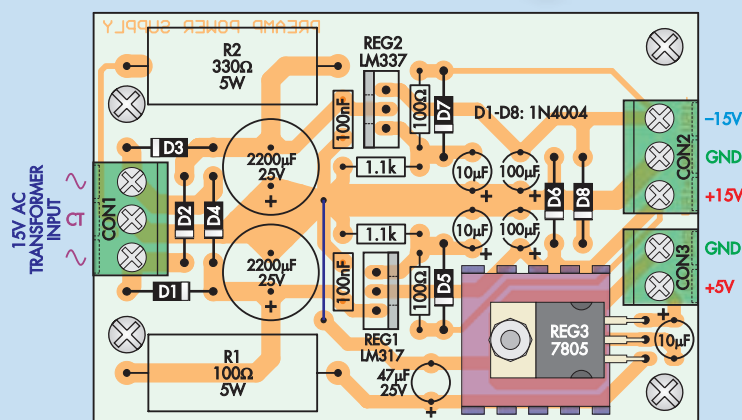 PREAMP POWER SUPPLY
R2
330Ω
5W
REG2
LM337
100nF
100Ω
D7
D1-D8: 1N4004
–15V
GND
+15V
CON2
D3
2200µF
25V
+
1.1k
10µF
+
100µF
+
D6
D8
15V AC
TRANSFORMER
INPUT
CON1
CT
D2
D4
D1
2200µF
25V
+
1.1k
10µF
+
100µF
+
100nF
100Ω
D5
REG1
LM317
GND
+5V
CON3
REG3
7805
+
10µF
R1
100Ω
5W
47µF
25V
+